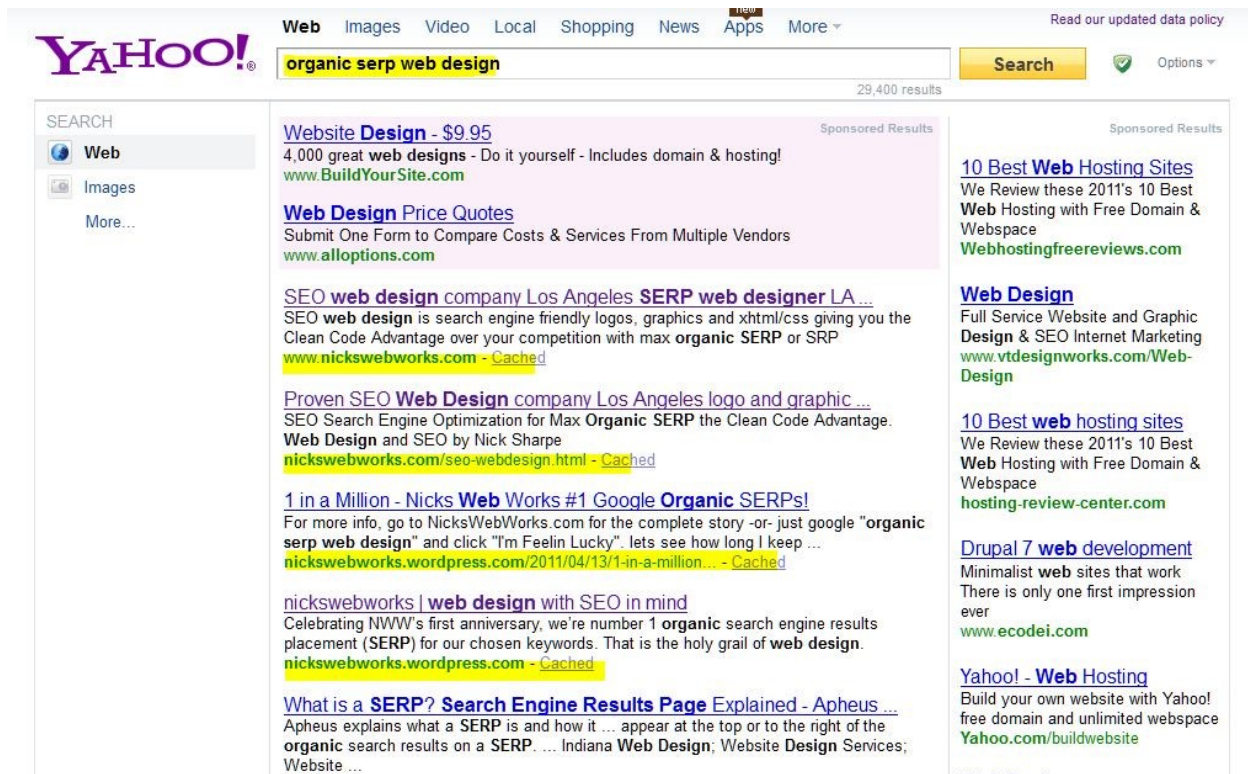 Web Images Video Local Shopping News Apps More
new
Read our updated data policy
YAHOO!®
organic serp web design
Search
Options
29,400 results
SEARCH
Web
Images
More...
Sponsored Results
Website Design - $9.95
4,000 great web designs - Do it yourself - Includes domain & hosting!
www.BuildYourSite.com
Web Design Price Quotes
Submit One Form to Compare Costs & Services From Multiple Vendors
www.alloptions.com
SEO web design company Los Angeles SERP web designer LA ...
SEO web design is search engine friendly logos, graphics and xhtml/css giving you the
Clean Code Advantage over your competition with max organic SERP or SRP
www.nickswebworks.com - Cached
Proven SEO Web Design company Los Angeles logo and graphic ...
SEO Search Engine Optimization for Max Organic SERP the Clean Code Advantage.
Web Design and SEO by Nick Sharpe
nickswebworks.com/seo-webdesign.html - Cached
1 in a Million - Nicks Web Works #1 Google Organic SERPs!
For more info, go to NicksWebWorks.com for the complete story -or- just google "organic
serp web design" and click "I'm Feelin Lucky". lets see how long I keep ...
nickswebworks.wordpress.com/2011/04/13/1-in-a-million... - Cached
nickswebworks | web design with SEO in mind
Celebrating NWW's first anniversary, we're number 1 organic search engine results
placement (SERP) for our chosen keywords. That is the holy grail of web design.
nickswebworks.wordpress.com - Cached
What is a SERP? Search Engine Results Page Explained - Apheus ...
Apheus explains what a SERP is and how it ... appear at the top or to the right of the
organic search results on a SERP. ... Indiana Web Design; Website Design Services;
Website ...
Sponsored Results
10 Best Web Hosting Sites
We Review these 2011's 10 Best
Web Hosting with Free Domain &
Webspace
Webhostingfreereviews.com
Web Design
Full Service Website and Graphic
Design & SEO Internet Marketing
www.vtdesignworks.com/Web-
Design
10 Best web hosting sites
We Review these 2011's 10 Best
Web Hosting with Free Domain &
Webspace
hosting-review-center.com
Drupal 7 web development
Minimalist web sites that work
There is only one first impression
ever
www.ecodei.com
Yahoo! - Web Hosting
Build your own website with Yahoo!
free domain and unlimited webspace
Yahoo.com/buildwebsite